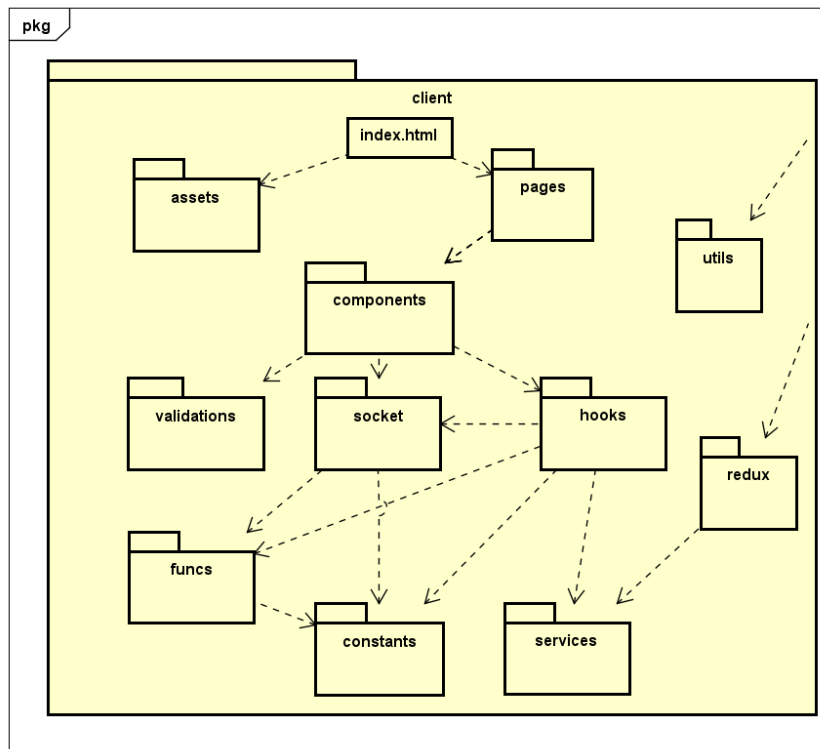 pkg
client
index.html
assets
pages
utils
components
validations
socket
hooks
redux
funcs
constants
services